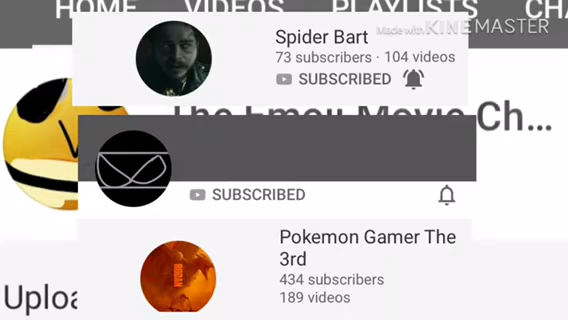 HOME VIDEOS PLAYLISTS CHA
Made with KINEMASTER
Spider Bart
73 subscribers · 104 videos
SUBSCRIBED
The Emoji Movie Ch...
SUBSCRIBED
Pokemon Gamer The
3rd
434 subscribers
189 videos
Uploa